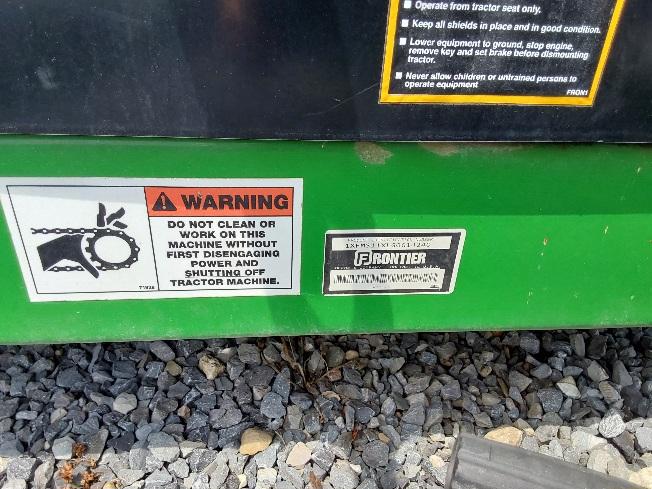 Operate from tractor seat only.
Keep all shields in place and in good condition.
Lower equipment to ground, stop engine,
remove key and set brake before dismounting
tractor.
Never allow children or untrained persons to
operate equipment
FRON1
WARNING
DO NOT CLEAN OR
WORK ON THIS
MACHINE WITHOUT
FIRST DISENGAGING
POWER AND
SHUTTING OFF
TRACTOR MACHINE.
FRONTIER